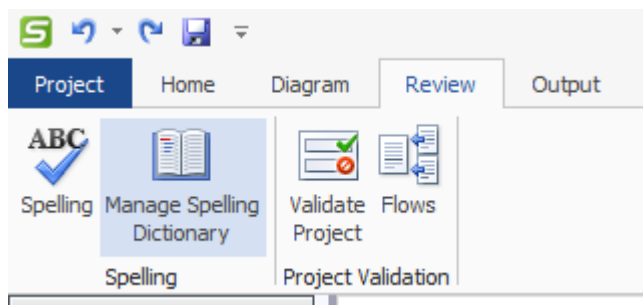 S
Project Home Diagram Review Output
ABC
Spelling Manage Spelling Dictionary Validate Project Flows
Spelling Project Validation